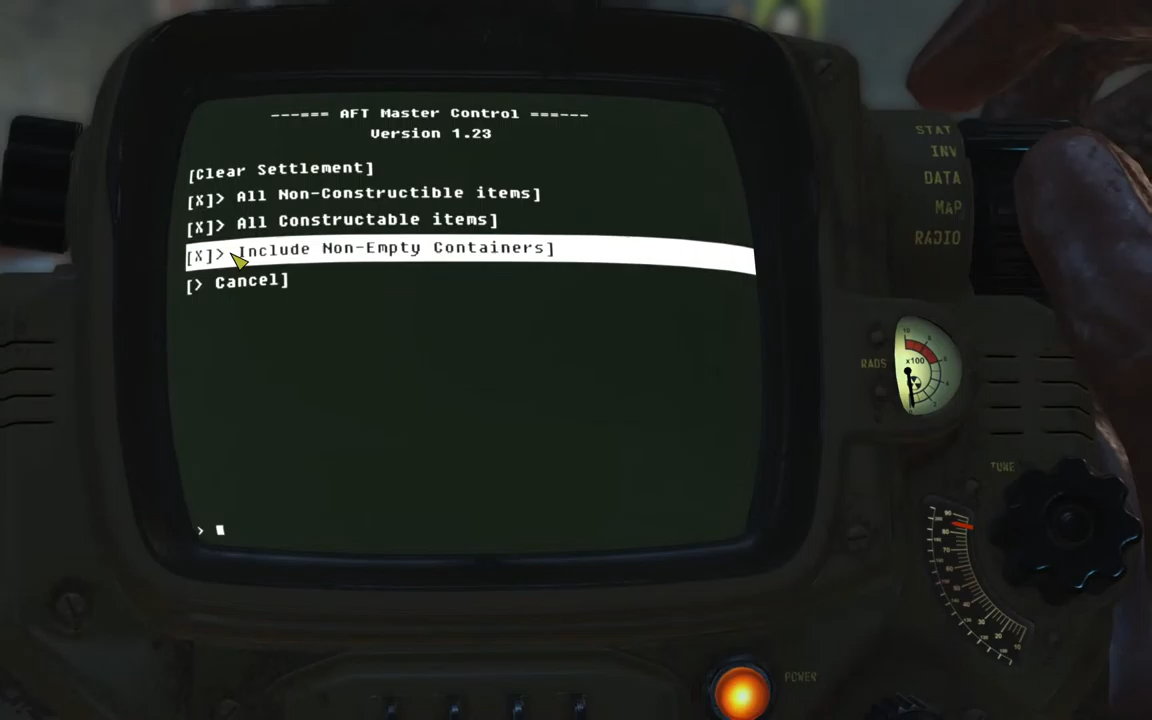 ------ AFT Master Control ------
Version 1.23
[Clear Settlement]
[X]> All Non-Constructible items]
[X]> All Constructable items]
[X]> Include Non-Empty Containers]
[> Cancel]
>
STAT
INV
DATA
MAP
RADIO
RADS
x100
TUNE
POWER